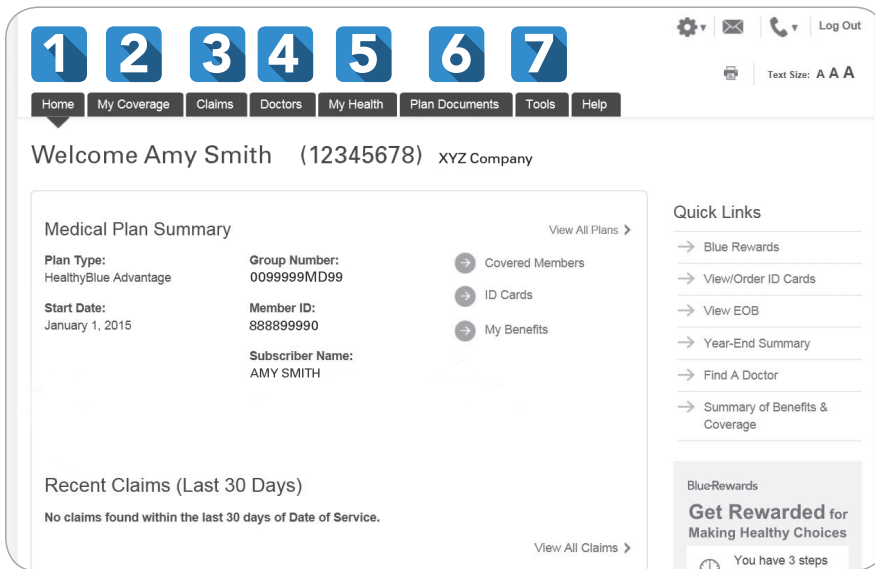 Log Out
1 2 3 4 5 6 7
Text Size: A A A
Home My Coverage Claims Doctors My Health Plan Documents Tools Help
Welcome Amy Smith (12345678) XYZ Company
Medical Plan Summary
View All Plans
Plan Type:
HealthyBlue Advantage
Start Date:
January 1, 2015
Group Number:
0099999MD99
Member ID:
888899990
Subscriber Name:
AMY SMITH
Covered Members
ID Cards
My Benefits
Recent Claims (Last 30 Days)
No claims found within the last 30 days of Date of Service.
View All Claims
Quick Links
Blue Rewards
View/Order ID Cards
View EOB
Year-End Summary
Find A Doctor
Summary of Benefits &
Coverage
BlueRewards
Get Rewarded for
Making Healthy Choices
You have 3 steps